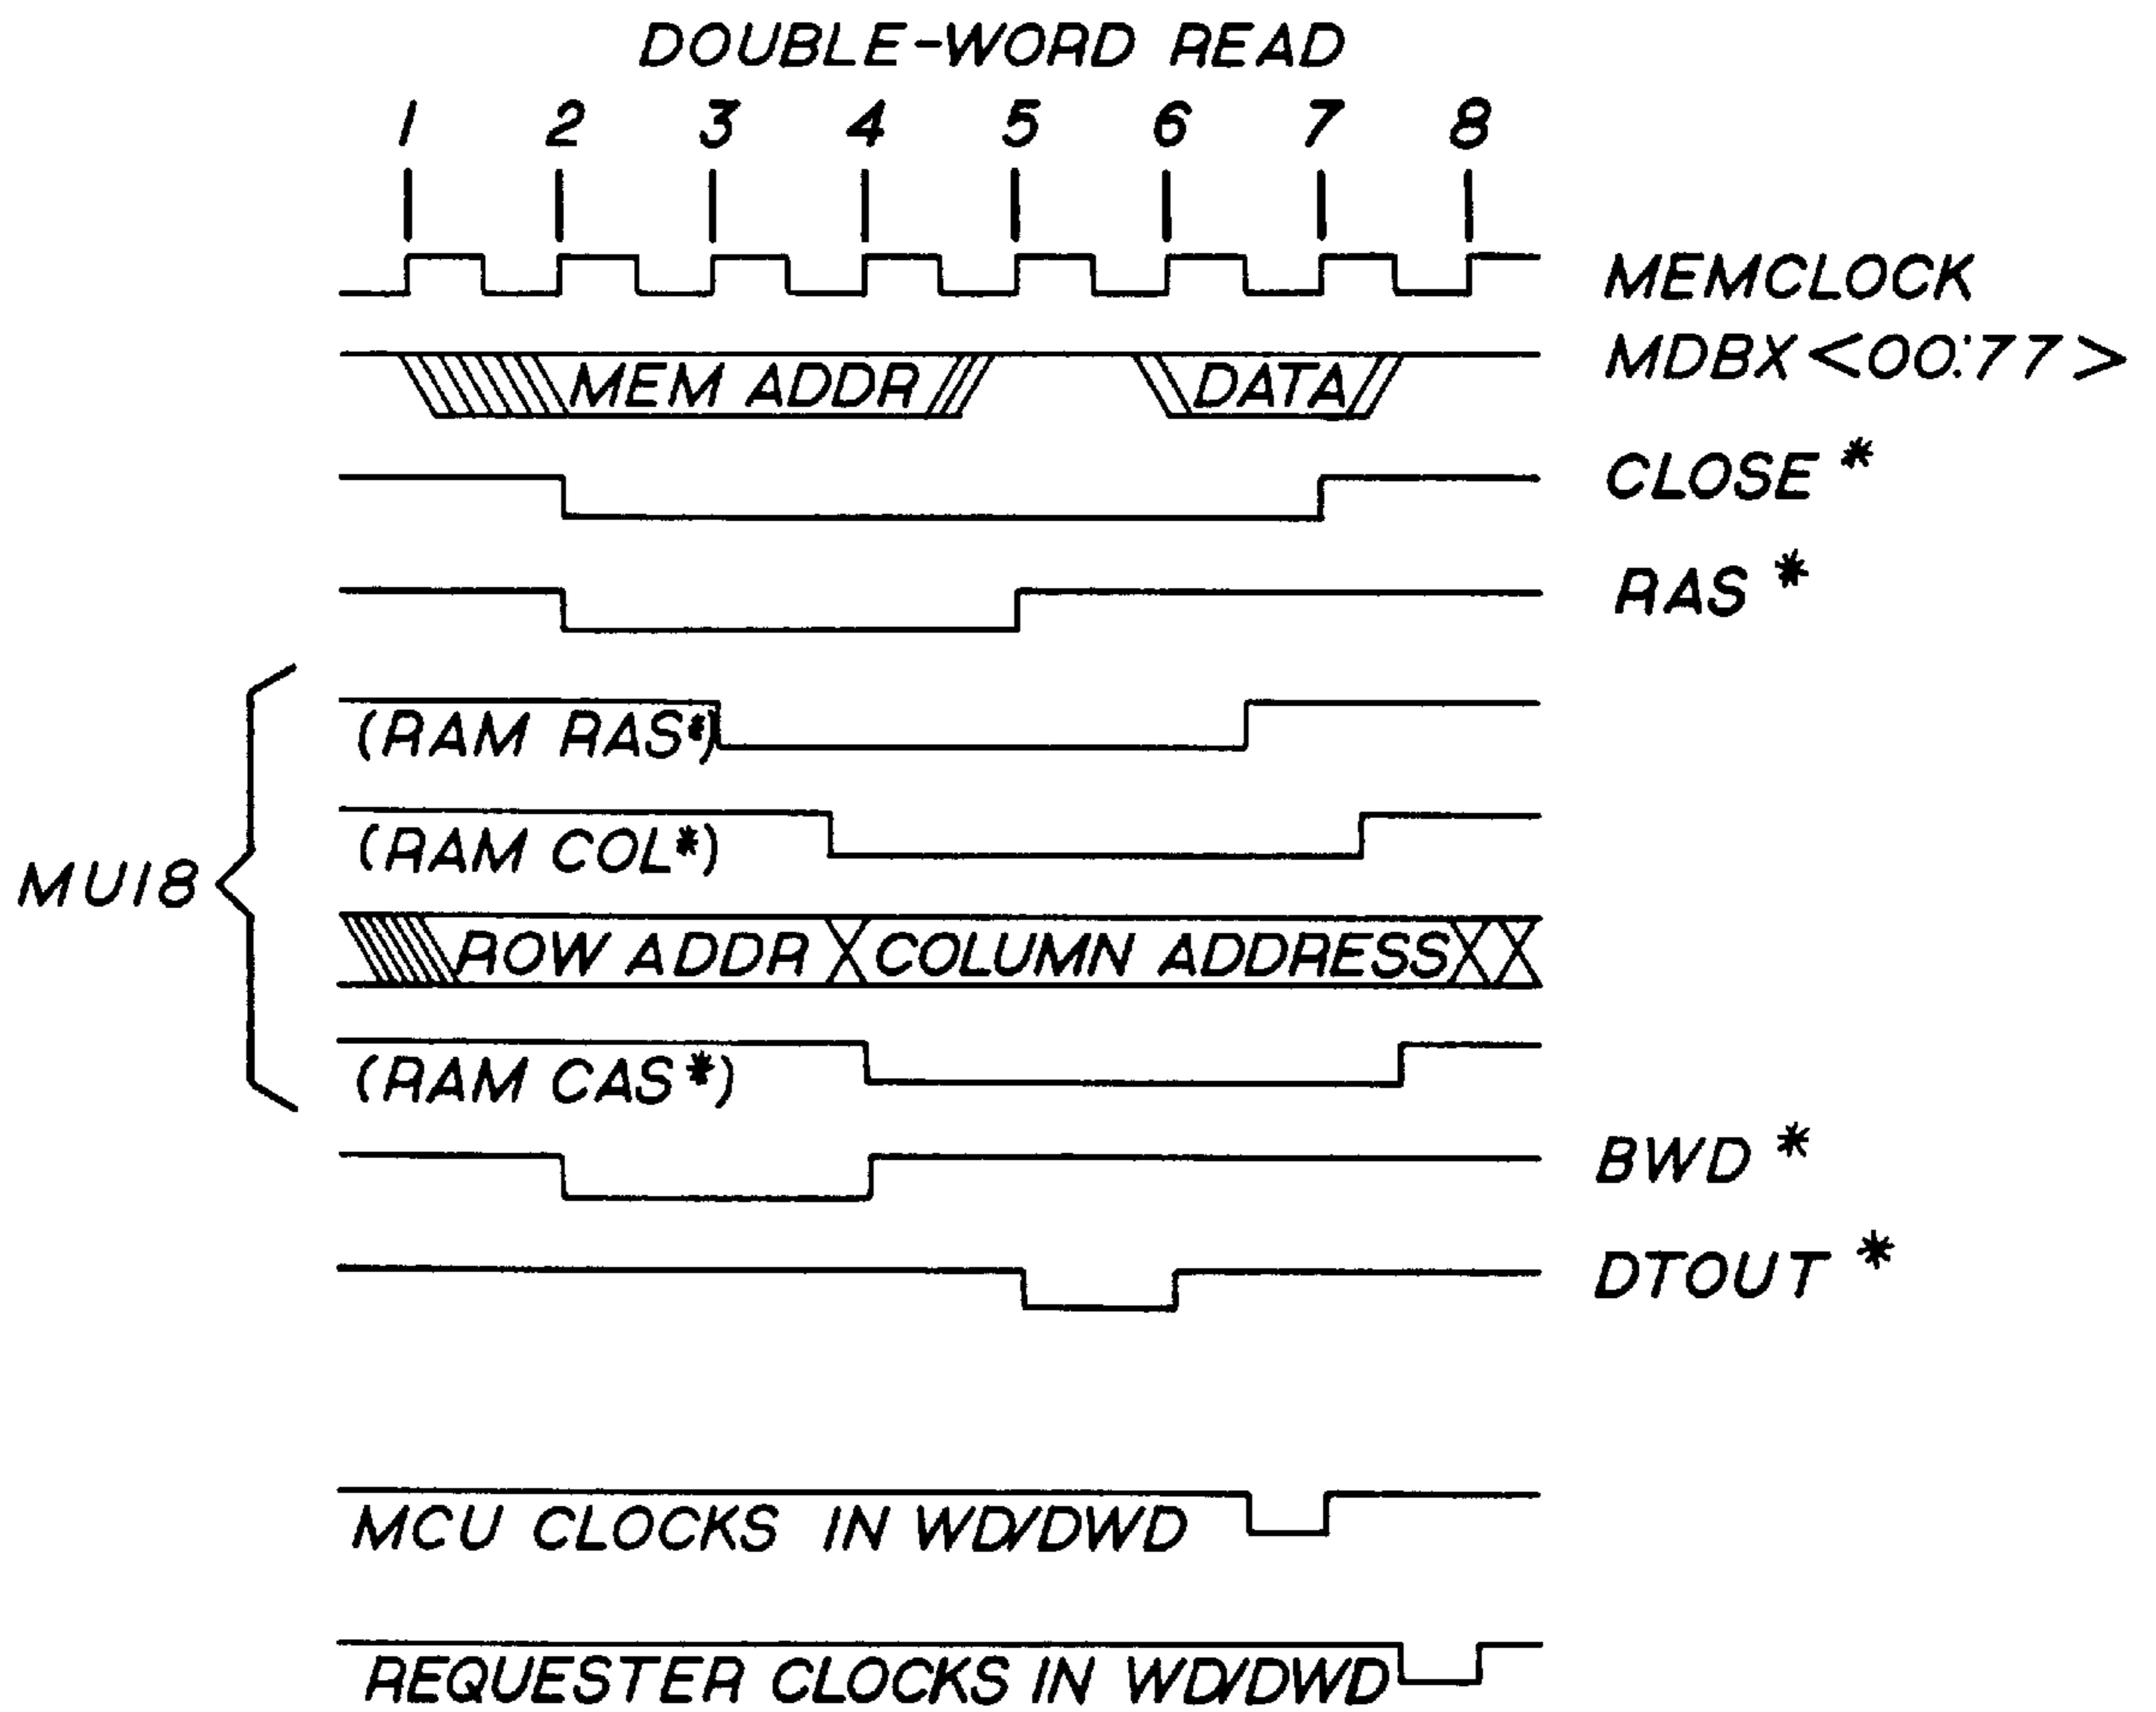 DOUBLE-WORD READ
1 2 3 4 5 6 7 8
MEMCLOCK
MDBX<00:77>
MEM ADDR DATA
CLOSE*
RAS*
(RAM RAS*)
(RAM COL*)
MU18
ROW ADDR COLUMN ADDRESS
(RAM CAS*)
BWD*
DTOUT*
MCU CLOCKS IN WD/DWD
REQUESTER CLOCKS IN WD/DWD